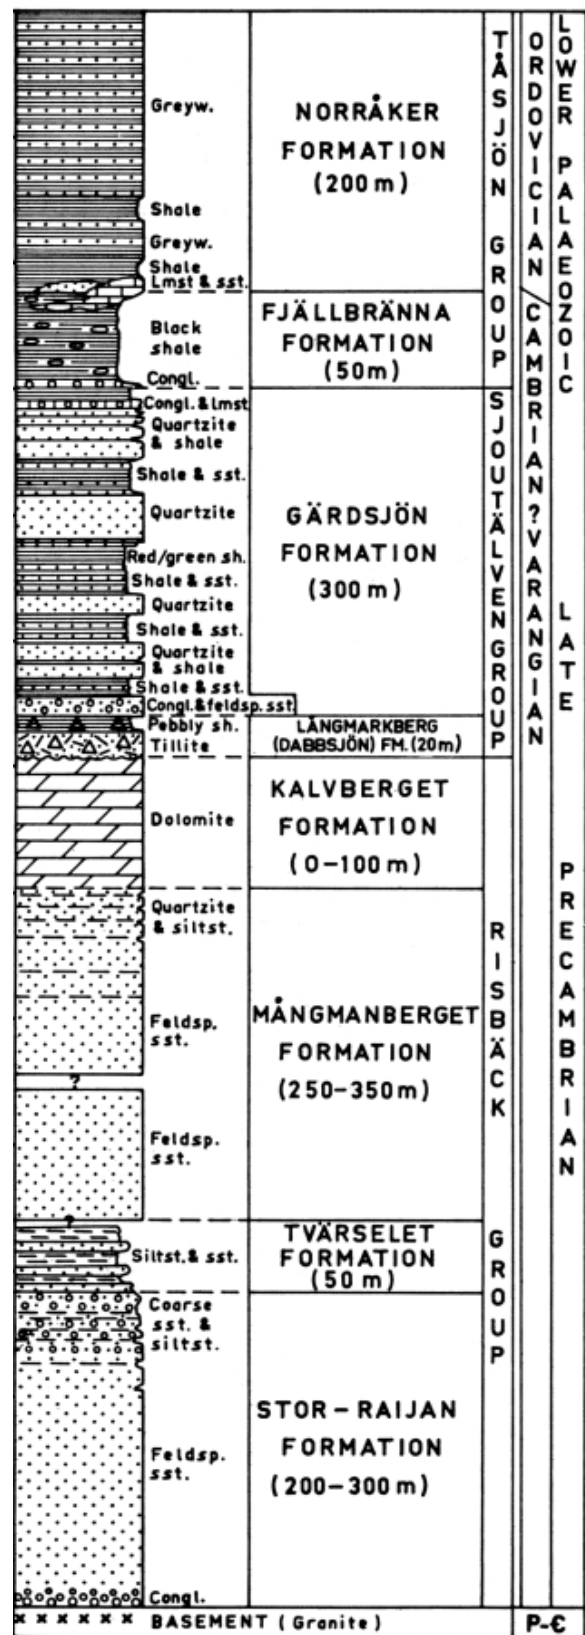 Greyw.
Shale
Greyw.
Shale
Lmst & sst.
Black
shale
Congl.
Congl.&lmst
Quartzite
& shale
Shale & sst.
Quartzite
Red/green sh.
Shale & sst.
Quartzite
Shale & sst.
Quartzite
& shale
Shale & sst.
Congl.&feldsp.sst.
Pebbly sh.
Tillite
Dolomite
Quartzite
& siltst.
Feldsp.
sst.
?
Feldsp.
sst.
?
Siltst.& sst.
Coarse
sst. &
siltst.
Feldsp.
sst.
Congl.
NORRÅKER
FORMATION
(200 m)
FJÄLLBRÄNNA
FORMATION
(50m)
GÄRDSJÖN
FORMATION
(300 m)
LÅNGMARKBERG
(DABBSJÖN) FM.(20m)
KALVBERGET
FORMATION
(0-100 m)
MÅNGMANBERGET
FORMATION
(250-350m)
TVÄRSELET
FORMATION
(50 m)
STOR-RAIJAN
FORMATION
(200-300 m)
TÅSJÖN GROUP
SJOUTÄLVEN GROUP
RISBÄCK GROUP
ORDOVICIAN/CAMBRIAN?VARANGIAN
LOWER PALAEOZOIC
LATE PRECAMBRIAN
BASEMENT (Granite)
P-Є